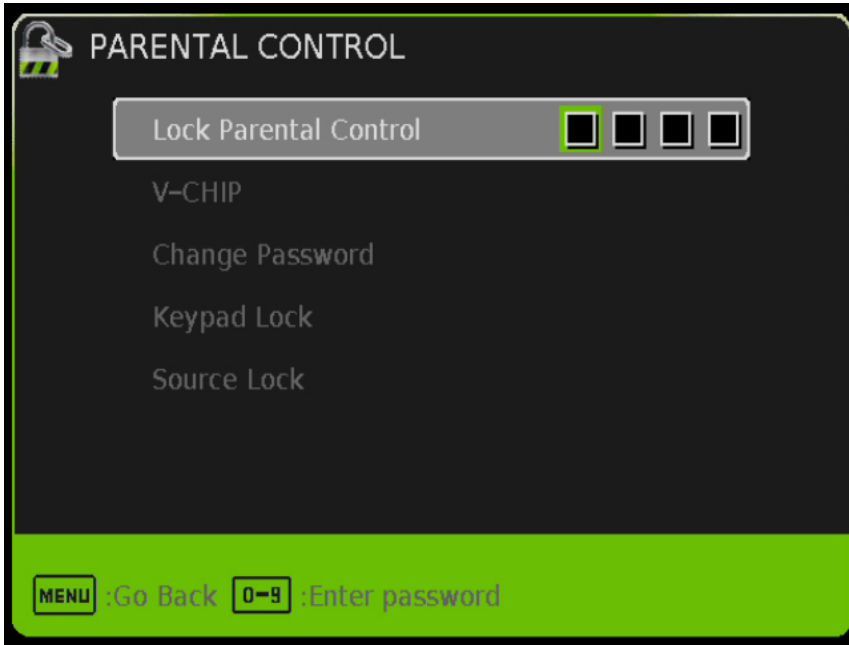 PARENTAL CONTROL
Lock Parental Control
V-CHIP
Change Password
Keypad Lock
Source Lock
MENU :Go Back 0-9 :Enter password